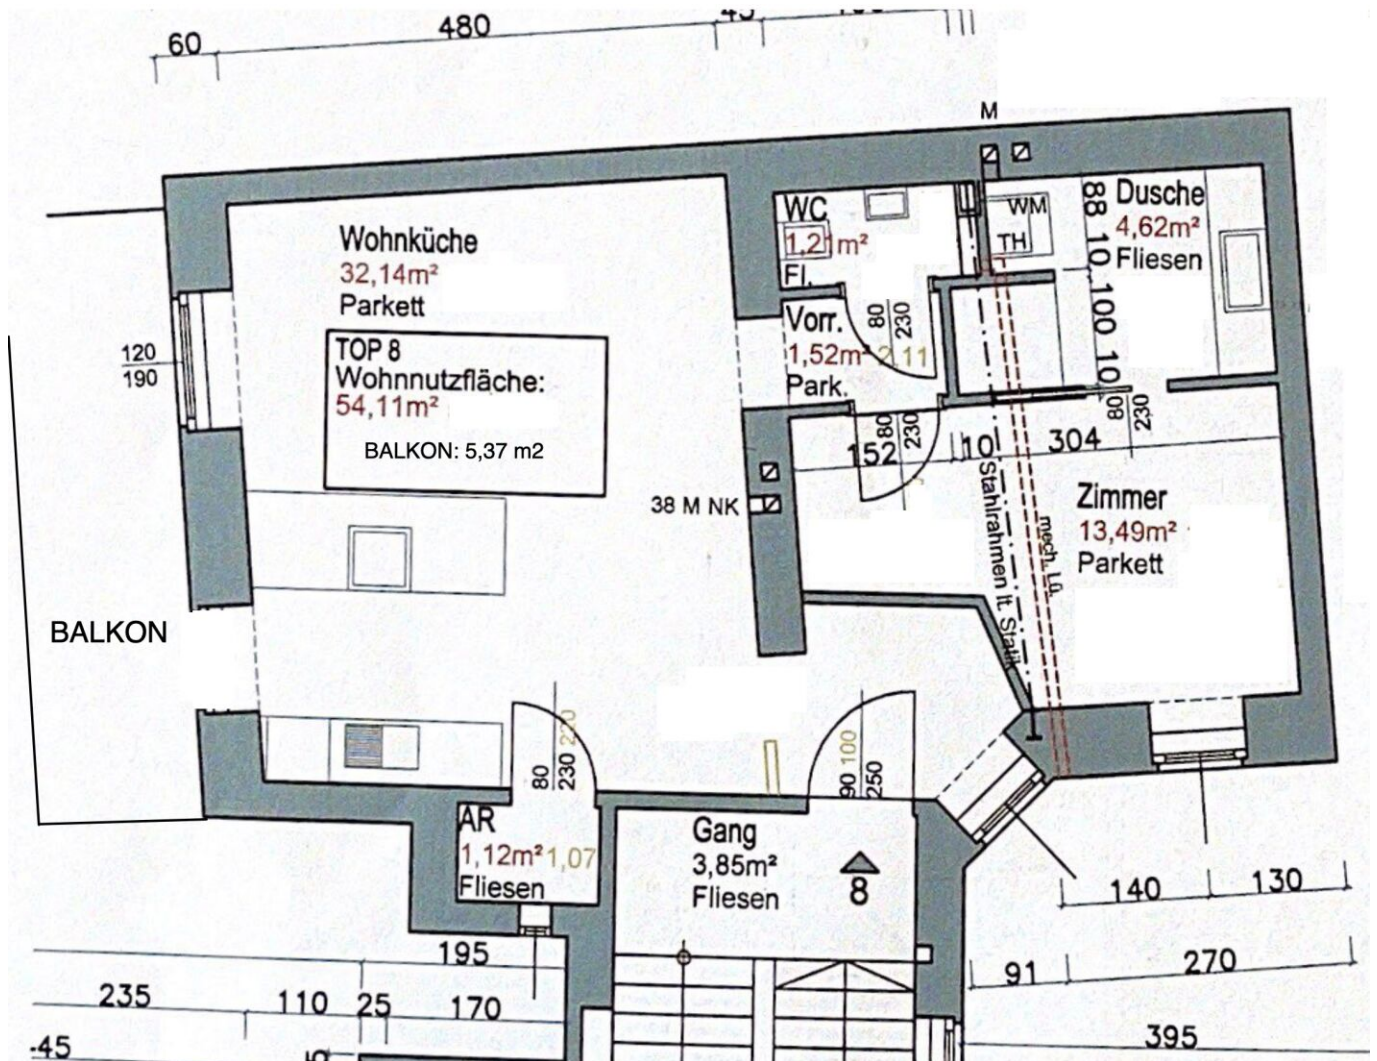 60
480
45
M
Wohnküche
32,14m²
Parkett
WC
1,21m²
Fl.
WM
TH
88 10 100 10
Dusche
4,62m²
Fliesen
120
190
TOP 8
Wohnnutzfläche:
54,11m²
BALKON: 5,37 m2
Vorr.
1,52m² 2,11
Park.
80
230
80
230
80
230
152
10
304
38 M NK
Stahlrahmen lt. Statik
mech. Lü.
Zimmer
13,49m²
Parkett
BALKON
80
230 220
90 100
250
AR
1,12m² 1,07
Fliesen
Gang
3,85m²
Fliesen
8
140
130
195
91
270
235
110
25
170
395
45